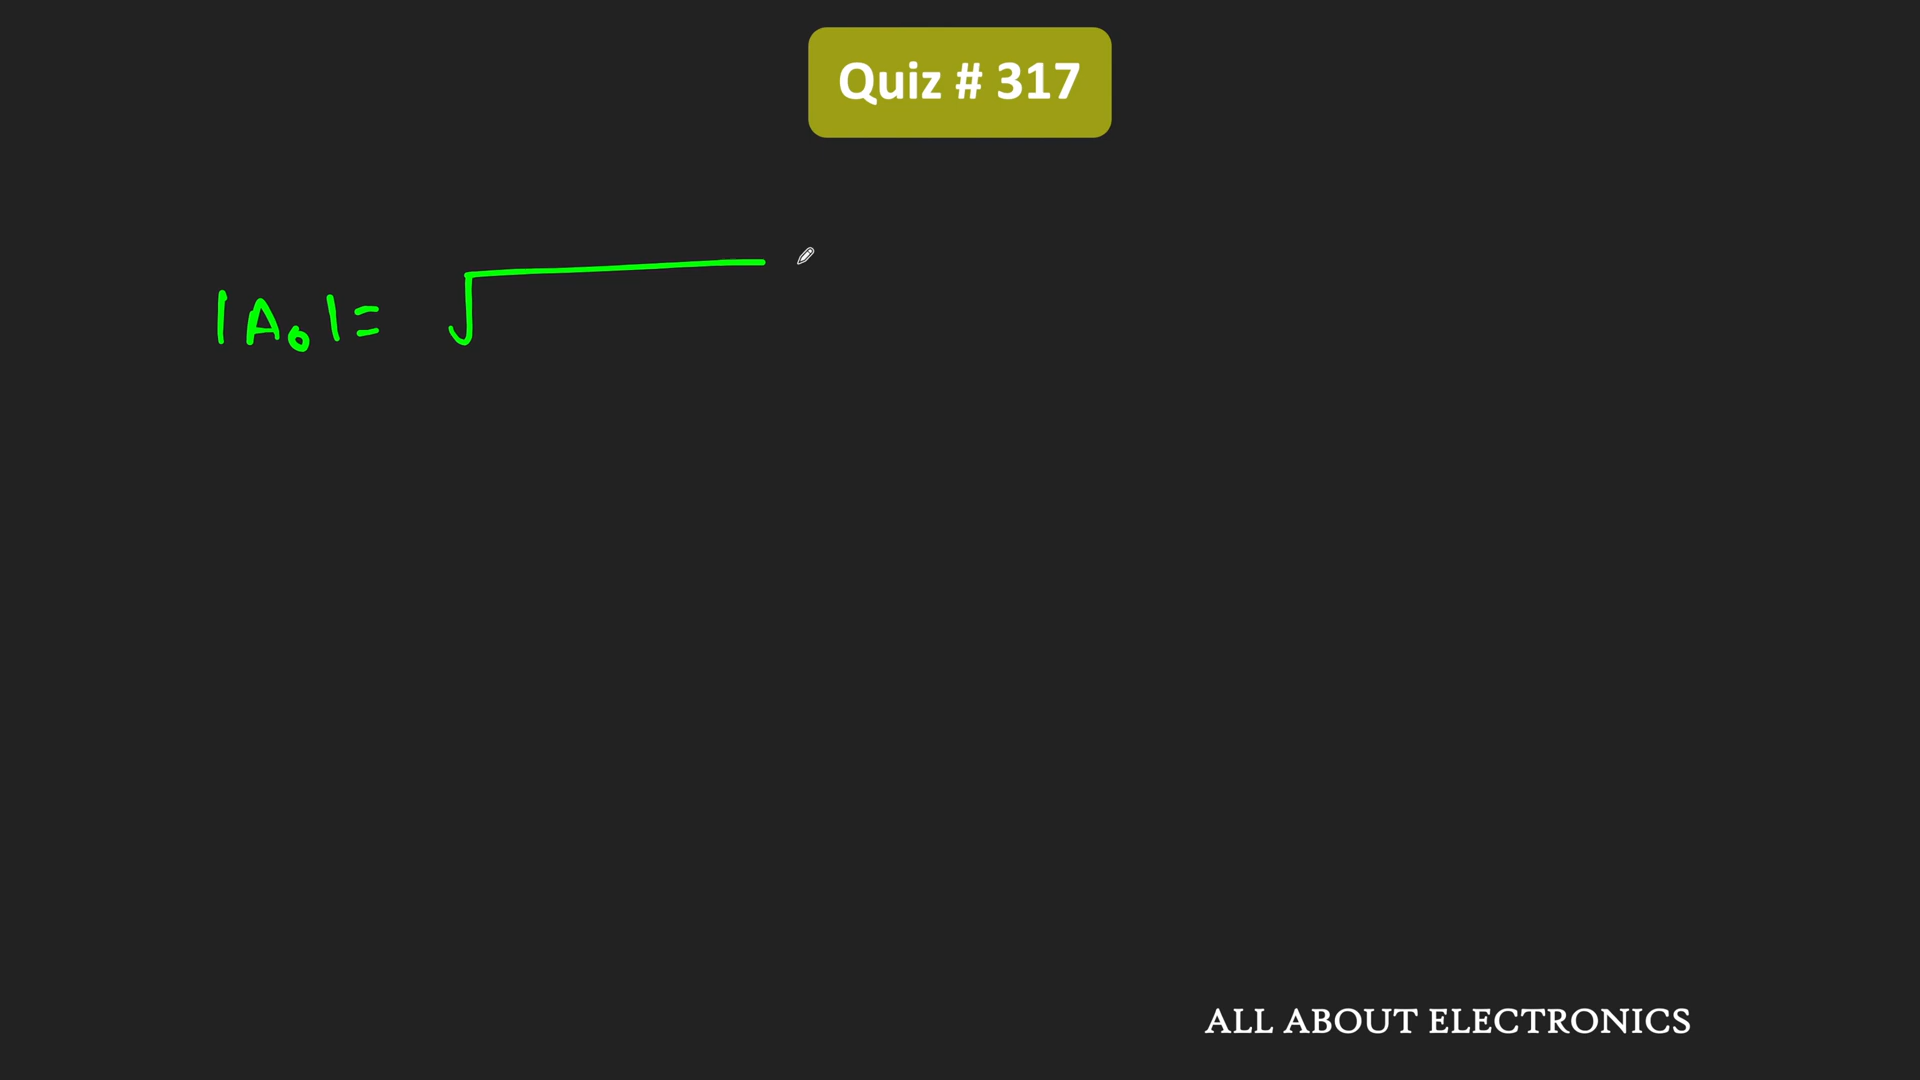 Quiz # 317
|A₀| = √
ALL ABOUT ELECTRONICS